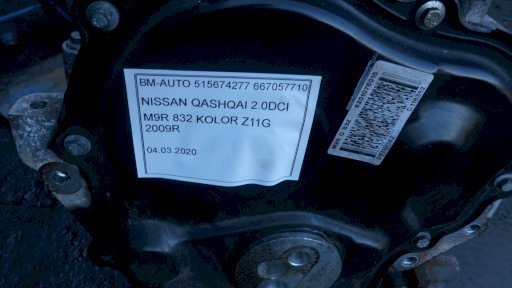 BM-AUTO 515674277 667057710
NISSAN QASHQAI 2.0DCI
M9R 832 KOLOR Z11G
2009R
04.03.2020